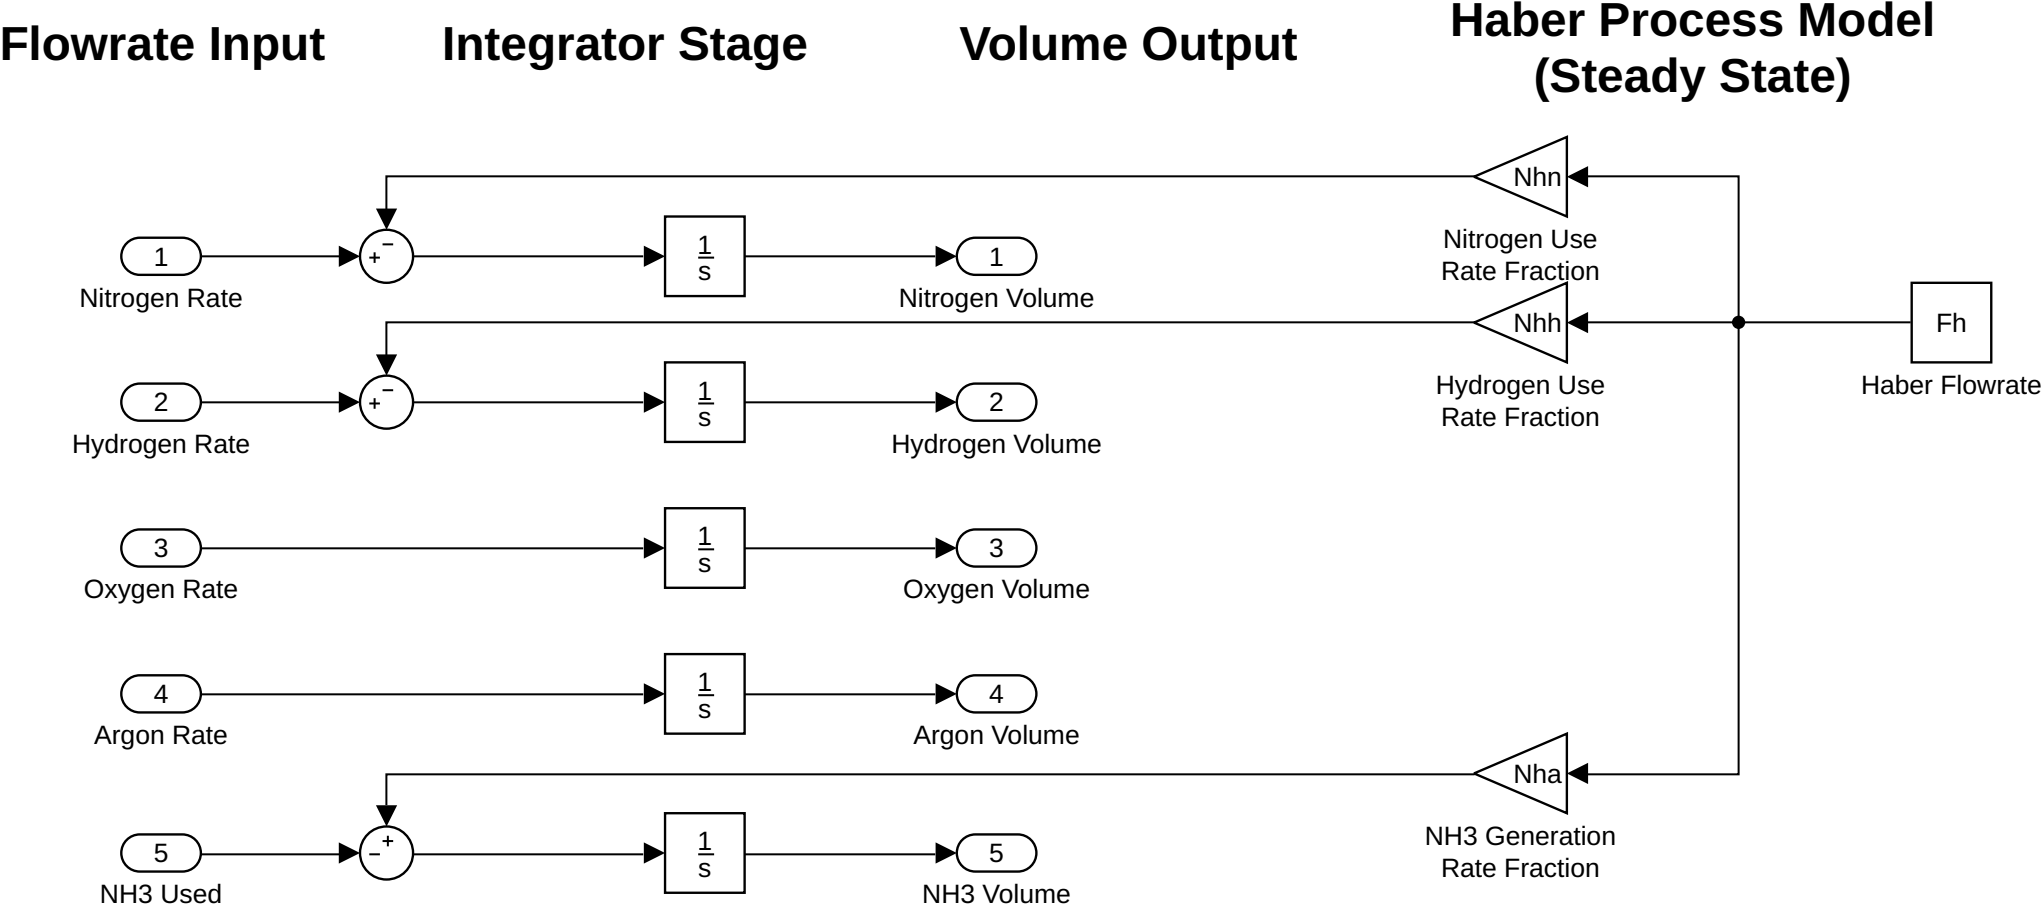 Flowrate Input
Integrator Stage
Volume Output
Haber Process Model
(Steady State)
Nhn
Nitrogen Use
Rate Fraction
1
Nitrogen Rate
−
+
1
s
1
Nitrogen Volume
Nhh
Hydrogen Use
Rate Fraction
Fh
Haber Flowrate
2
Hydrogen Rate
−
+
1
s
2
Hydrogen Volume
3
Oxygen Rate
1
s
3
Oxygen Volume
4
Argon Rate
1
s
4
Argon Volume
Nha
NH3 Generation
Rate Fraction
5
NH3 Used
+
−
1
s
5
NH3 Volume